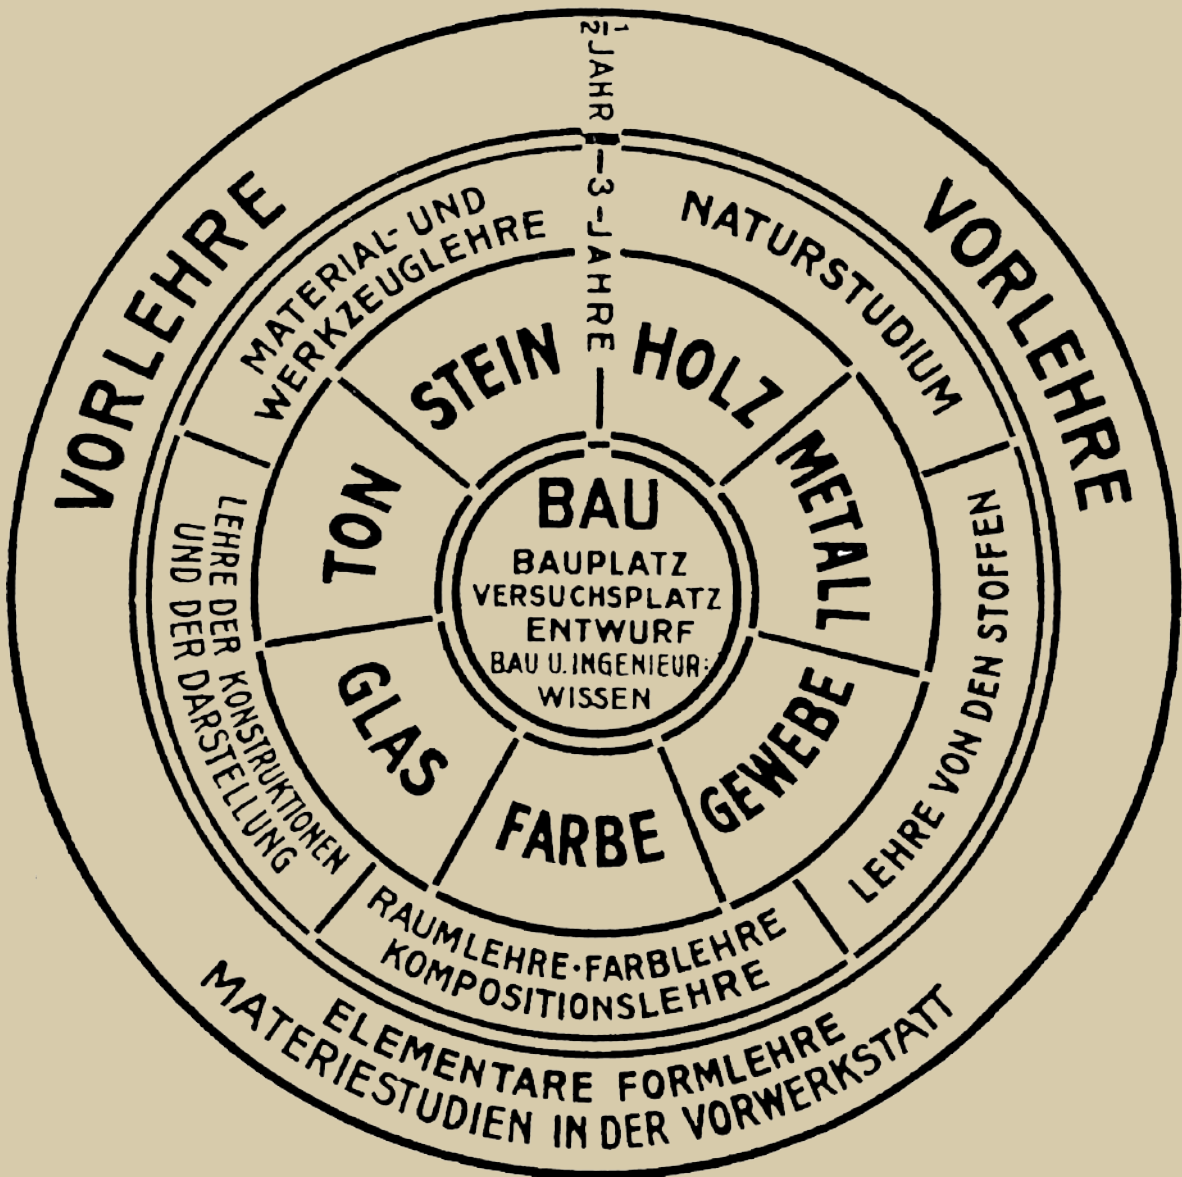 ½ JAHR
3-JAHRE
VORLEHRE
VORLEHRE
ELEMENTARE FORMLEHRE
MATERIESTUDIEN IN DER VORWERKSTATT
MATERIAL- UND
WERKZEUGLEHRE
NATURSTUDIUM
LEHRE VON DEN STOFFEN
RAUMLEHRE·FARBLEHRE
KOMPOSITIONSLEHRE
LEHRE DER KONSTRUKTIONEN
UND DER DARSTELLUNG
STEIN
HOLZ
METALL
GEWEBE
FARBE
GLAS
TON
BAU
BAUPLATZ
VERSUCHSPLATZ
ENTWURF
BAU U. INGENIEUR:
WISSEN